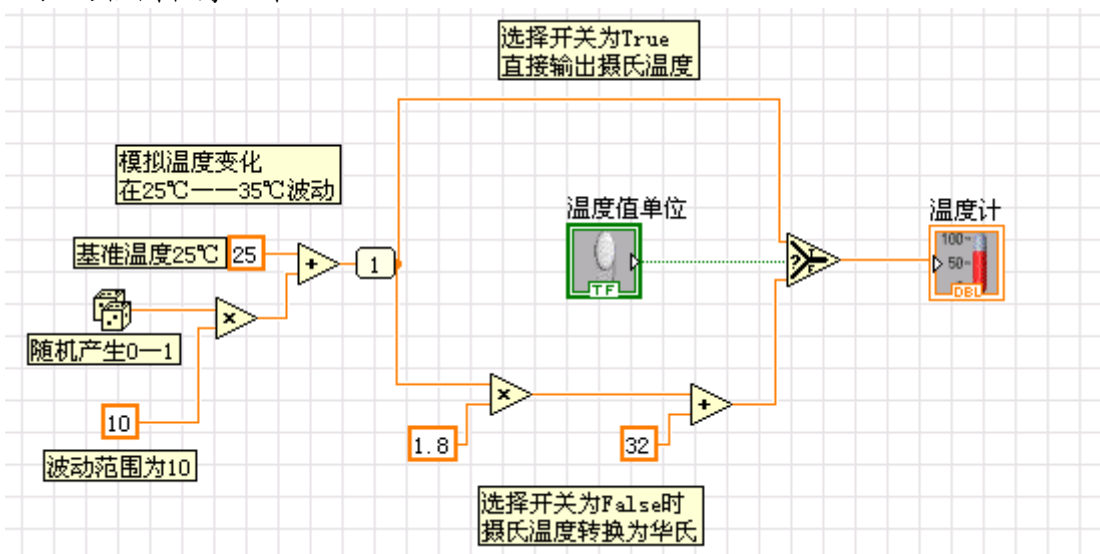 选择开关为True
直接输出摄氏温度
模拟温度变化
在25℃——35℃波动
温度值单位
温度计
基准温度25℃
25
+
1
?
T
F
100
50
TF
DBL
×
随机产生0—1
10
波动范围为10
×
+
1.8
32
选择开关为False时
摄氏温度转换为华氏